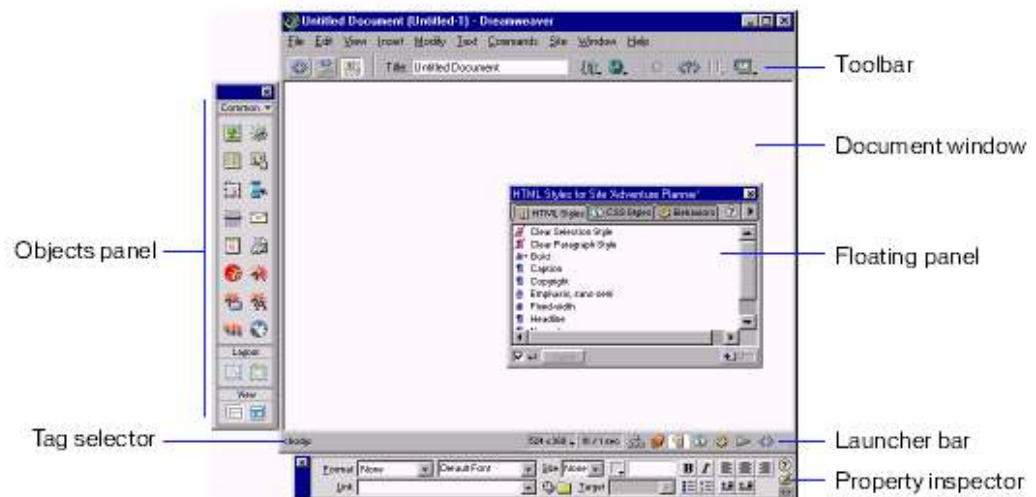 Untitled Document (Untitled-1) - Dreamweaver
File Edit View Insert Modify Text Commands Site Window Help
Title: Untitled Document
Toolbar
Common
Document window
HTML Styles for Site 'Adventure Planner'
HTML Styles CSS Styles Behaviors
Clear Selection Style
Clear Paragraph Style
Bold
Objects panel
Floating panel
Caption
Copyright
Emphasis, sans-serif
Fixed-width
Headline
Layout
View
Tag selector
<body>
Launcher bar
Format None Default Font Size None B I
Property inspector
Link Target